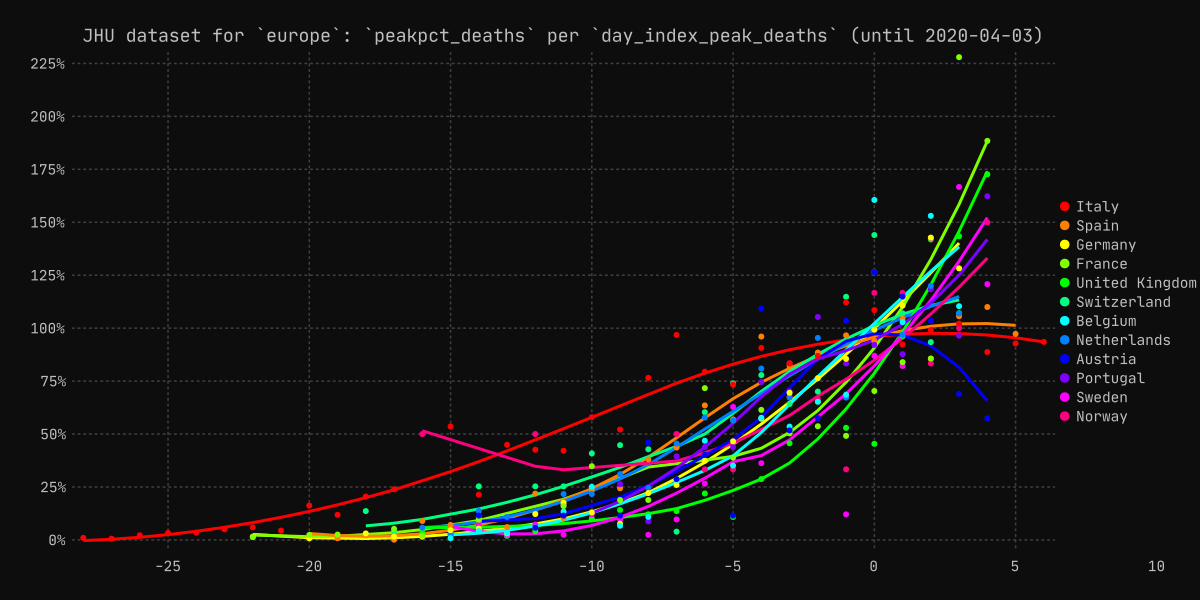 JHU dataset for `europe`: `peakpct_deaths` per `day_index_peak_deaths` (until 2020-04-03)
225%
200%
175%
150%
125%
100%
75%
50%
25%
0%
-25
-20
-15
-10
-5
0
5
10
Italy
Spain
Germany
France
United Kingdom
Switzerland
Belgium
Netherlands
Austria
Portugal
Sweden
Norway